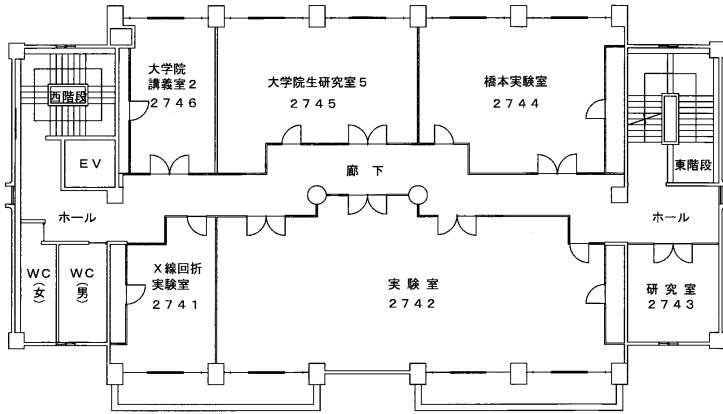 大学院
講義室2
2746
大学院生研究室5
2745
橋本実験室
2744
西階段
EV
廊下
東階段
ホール
ホール
WC
(女)
WC
(男)
X線回折
実験室
2741
実験室
2742
研究室
2743